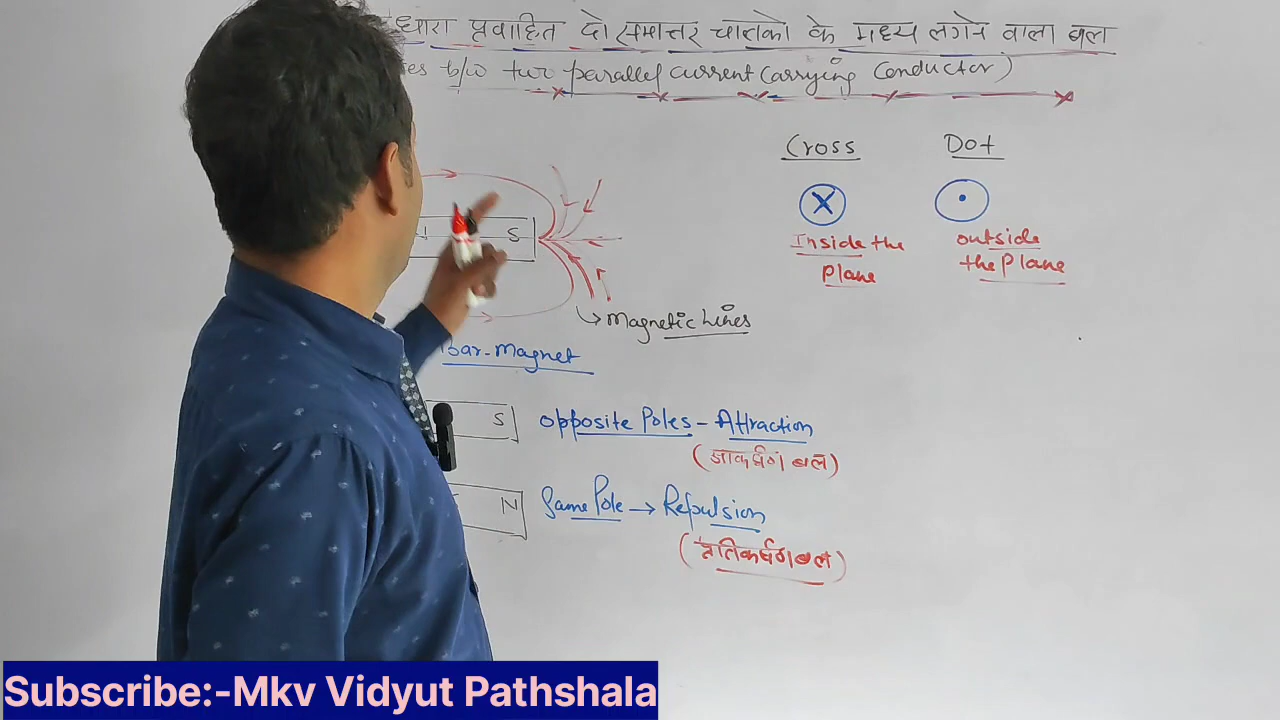 धारा प्रवाहित दो समान्तर चालको के मध्य लगने वाला बल
es b/w two parallel current carrying conductor)
Cross Dot
S
Inside the outside
Plane the Plane
Magnetic Lines
bar-Magnet
S opposite Poles - Attraction
(आकर्षण बल)
N Same Pole → Repulsion
(प्रतिकर्षण बल)
Subscribe:-Mkv Vidyut Pathshala